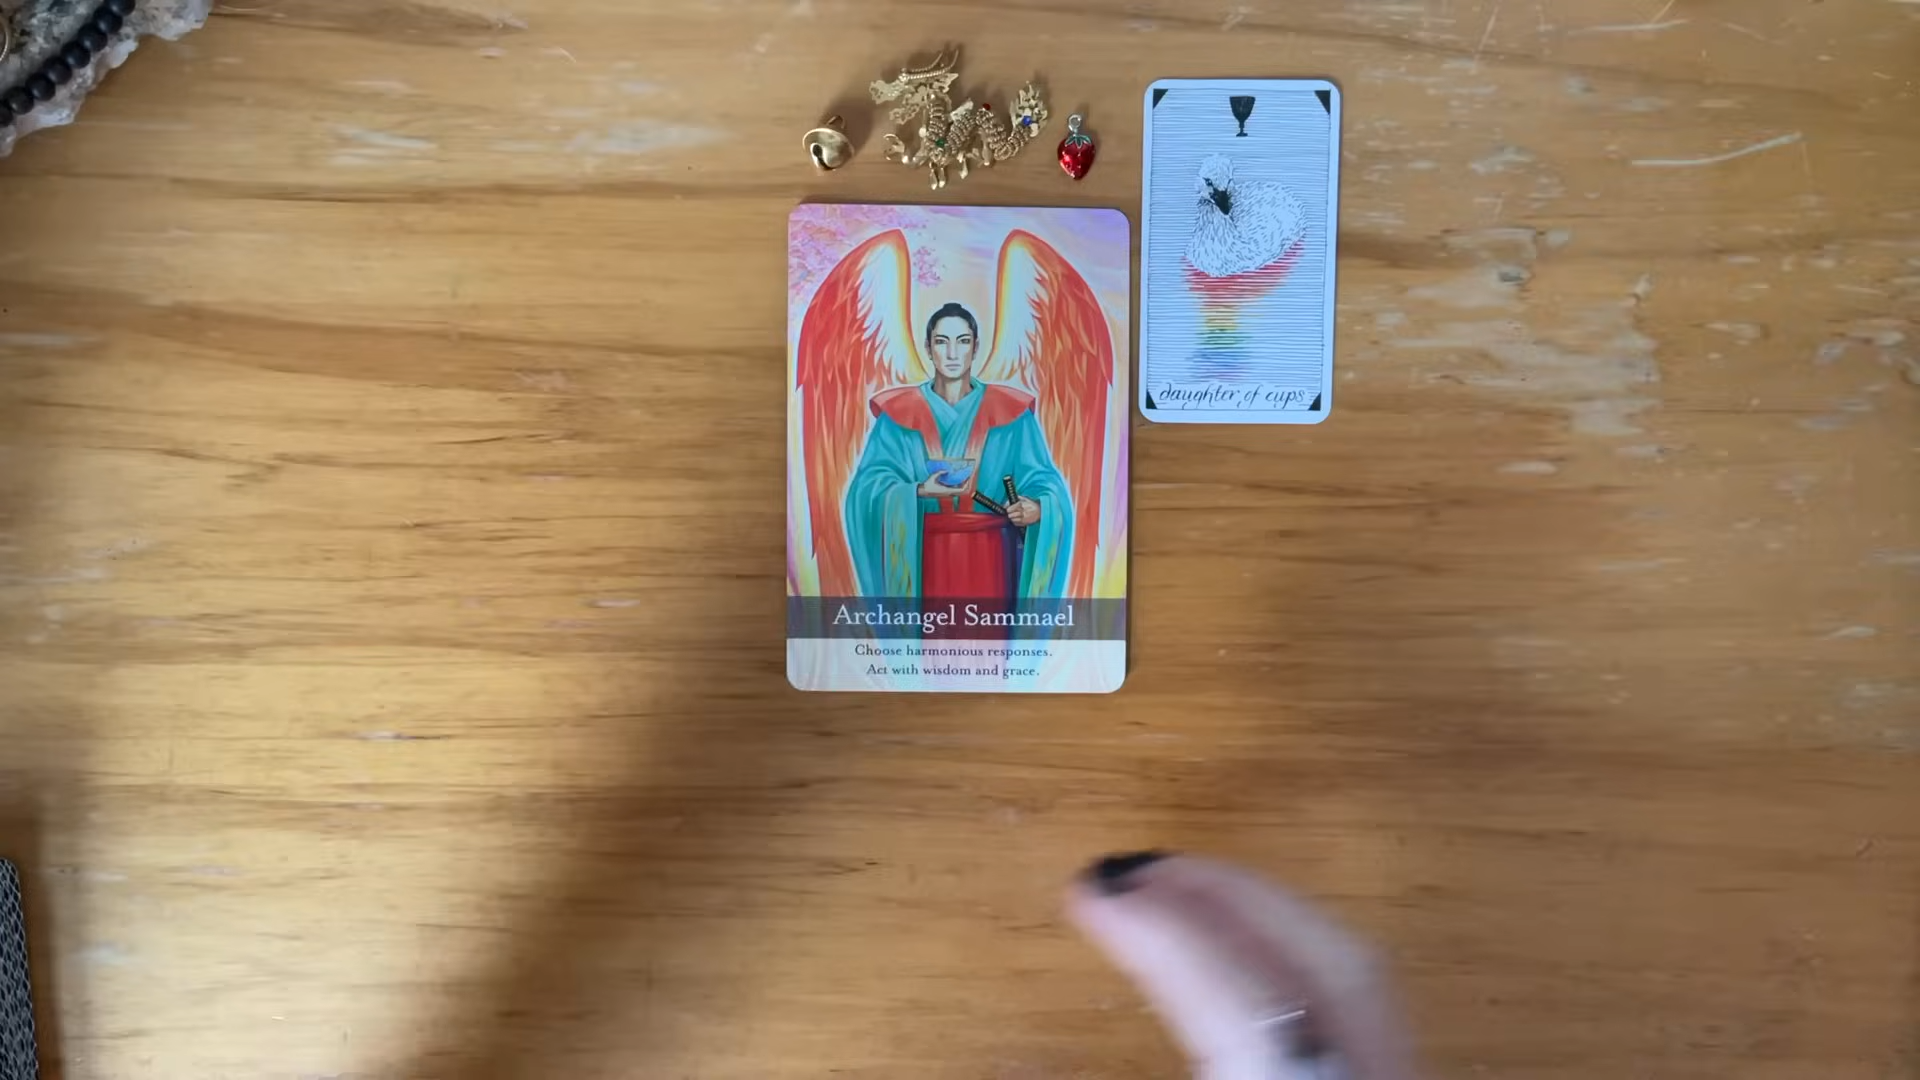 daughter of cups
Archangel Sammael
Choose harmonious responses.
Act with wisdom and grace.